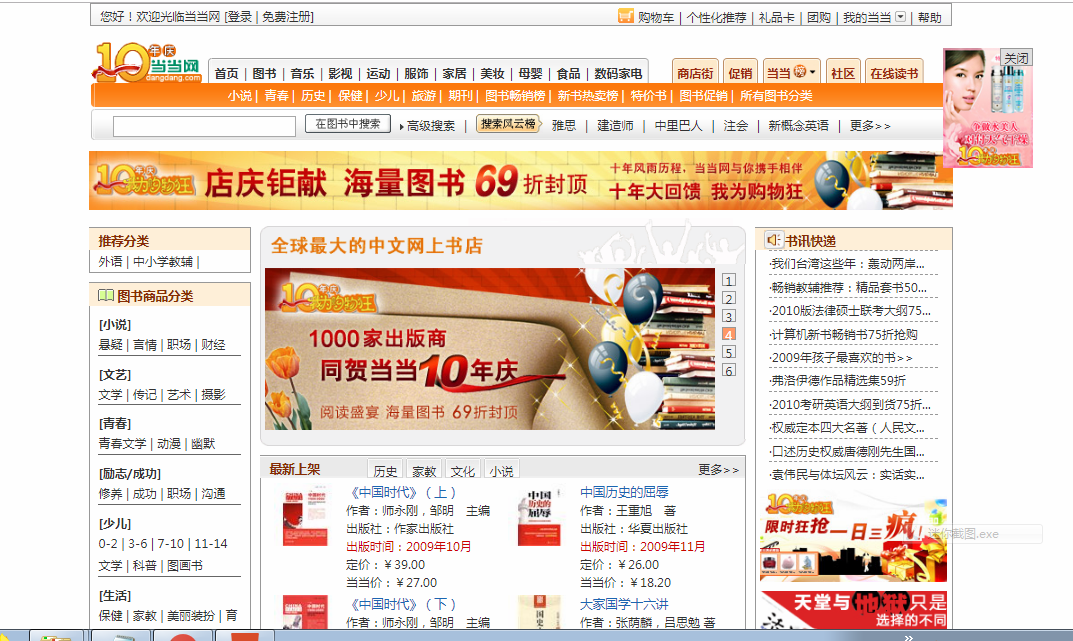 您好！欢迎光临当当网 [登录 | 免费注册]
购物车 | 个性化推荐 | 礼品卡 | 团购 | 我的当当 | 帮助
10 年庆 当当网 dangdang.com
首页 | 图书 | 音乐 | 影视 | 运动 | 服饰 | 家居 | 美妆 | 母婴 | 食品 | 数码家电
商店街 促销 当当 社区 在线读书
关闭
小说 | 青春 | 历史 | 保健 | 少儿 | 旅游 | 期刊 | 图书畅销榜 | 新书热卖榜 | 特价书 | 图书促销 | 所有图书分类
在图书中搜索 高级搜索 | 搜索风云榜 雅思 | 建造师 | 中里巴人 | 注会 | 新概念英语 | 更多>>
争做水美人
10年庆 我为购物狂 店庆钜献 海量图书 69折封顶
十年风雨历程，当当网与你携手相伴
十年大回馈 我为购物狂
推荐分类
外语 | 中小学教辅 |
图书商品分类
[小说]
悬疑 | 言情 | 职场 | 财经
[文艺]
文学 | 传记 | 艺术 | 摄影
[青春]
青春文学 | 动漫 | 幽默
[励志/成功]
修养 | 成功 | 职场 | 沟通
[少儿]
0-2 | 3-6 | 7-10 | 11-14
文学 | 科普 | 图画书
[生活]
保健 | 家教 | 美丽装扮 | 育
全球最大的中文网上书店
10年庆 我为购物狂
1000家出版商
同贺当当10年庆
阅读盛宴 海量图书 69折封顶
1
2
3
4
5
6
最新上架 历史 家教 文化 小说 更多>>
《中国时代》（上）
作者：师永刚，邹明　主编
出版社：作家出版社
出版时间：2009年10月
定价：￥39.00
当当价：￥27.00
中国历史的屈辱
中国历史的屈辱
作者：王重旭　著
出版社：华夏出版社
出版时间：2009年11月
定价：￥26.00
当当价：￥18.20
《中国时代》（下）
作者：师永刚，邹明　主编
大家国学十六讲
作者：张荫麟，吕思勉 著
书讯快递
·我们台湾这些年：轰动两岸...
·畅销教辅推荐：精品套书50...
·2010版法律硕士联考大纲75...
·计算机新书畅销书75折抢购
·2009年孩子最喜欢的书>>
·弗洛伊德作品精选集59折
·2010考研英语大纲到货75折...
·权威定本四大名著（人民文...
·口述历史权威唐德刚先生国...
·袁伟民与体坛风云：实话实...
10年庆 我为购物狂
限时狂抢 一日三疯！
迷你截图.exe
天堂与地狱只是
选择的不同
»